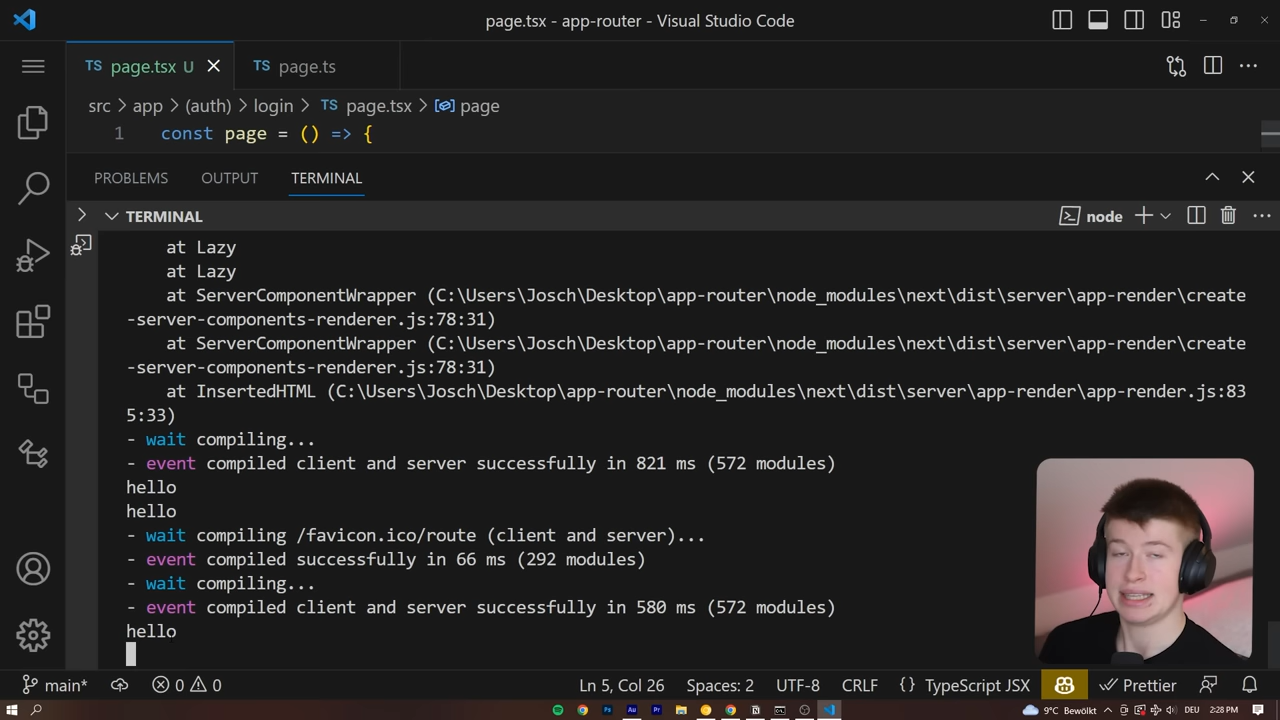 page.tsx - app-router - Visual Studio Code
TS page.tsx U
TS page.ts
src > app > (auth) > login > TS page.tsx > page
1 const page = () => {
PROBLEMS OUTPUT TERMINAL
TERMINAL
node
at Lazy
at Lazy
at ServerComponentWrapper (C:\Users\Josch\Desktop\app-router\node_modules\next\dist\server\app-render\create
-server-components-renderer.js:78:31)
at ServerComponentWrapper (C:\Users\Josch\Desktop\app-router\node_modules\next\dist\server\app-render\create
-server-components-renderer.js:78:31)
at InsertedHTML (C:\Users\Josch\Desktop\app-router\node_modules\next\dist\server\app-render\app-render.js:83
5:33)
- wait compiling...
- event compiled client and server successfully in 821 ms (572 modules)
hello
hello
- wait compiling /favicon.ico/route (client and server)...
- event compiled successfully in 66 ms (292 modules)
- wait compiling...
- event compiled client and server successfully in 580 ms (572 modules)
hello
main* 0 0 Ln 5, Col 26 Spaces: 2 UTF-8 CRLF {} TypeScript JSX Prettier
Ps Au Pr 9°C Bewölkt DEU 2:28 PM